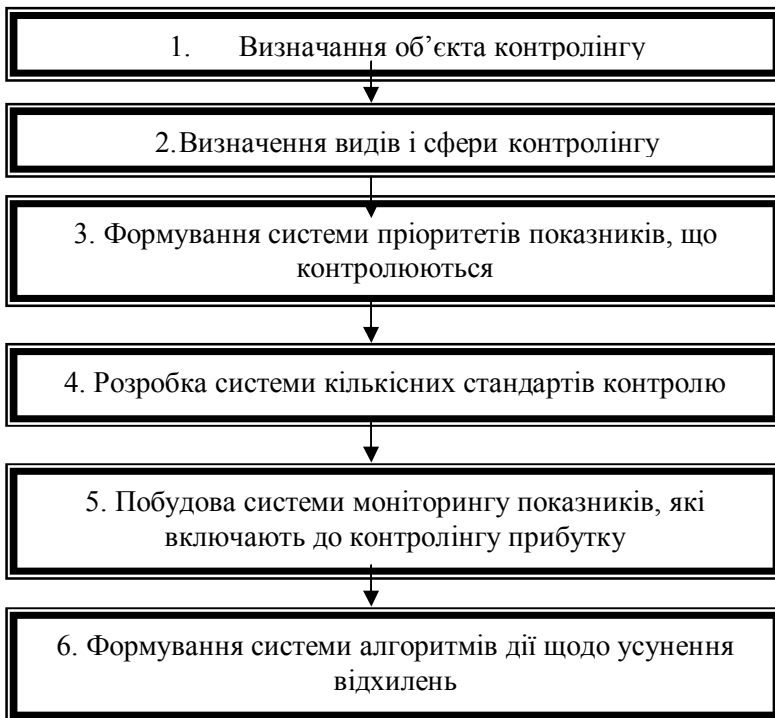 1. Визначання об’єкта контролінгу
2.Визначення видів і сфери контролінгу
3. Формування системи пріоритетів показників, що
контролюються
4. Розробка системи кількісних стандартів контролю
5. Побудова системи моніторингу показників, які
включають до контролінгу прибутку
6. Формування системи алгоритмів дії щодо усунення
відхилень